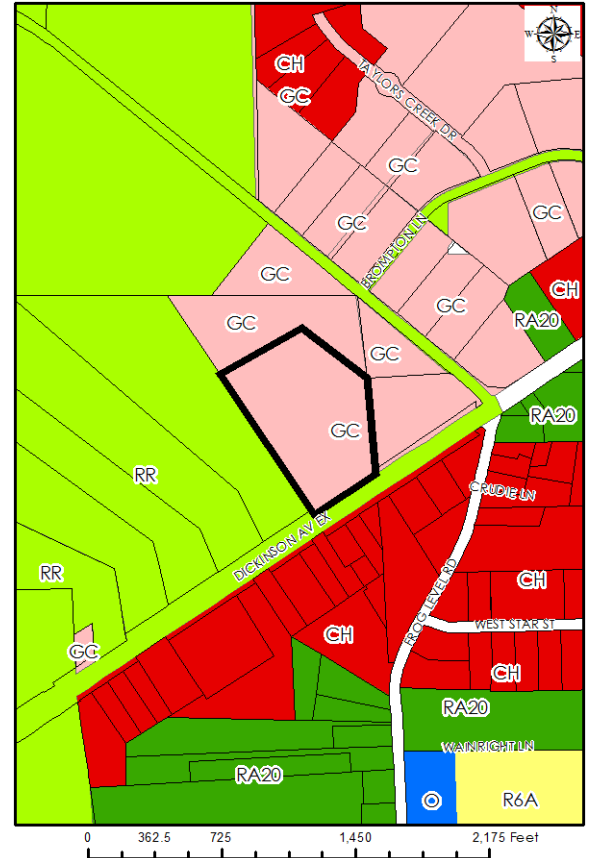 N
W
E
S
CH
GC
TAYLORS CREEK DR
GC
GC
BROMPTON LN
GC
GC
CH
GC
RA20
GC
GC
RA20
GC
RR
CRUDIE LN
DICKINSON AV EX
FROG LEVEL RD
RR
CH
WEST STAR ST
GC
CH
CH
RA20
WAINRIGHT LN
RA20
O
R6A
0 362.5 725 1,450 2,175 Feet